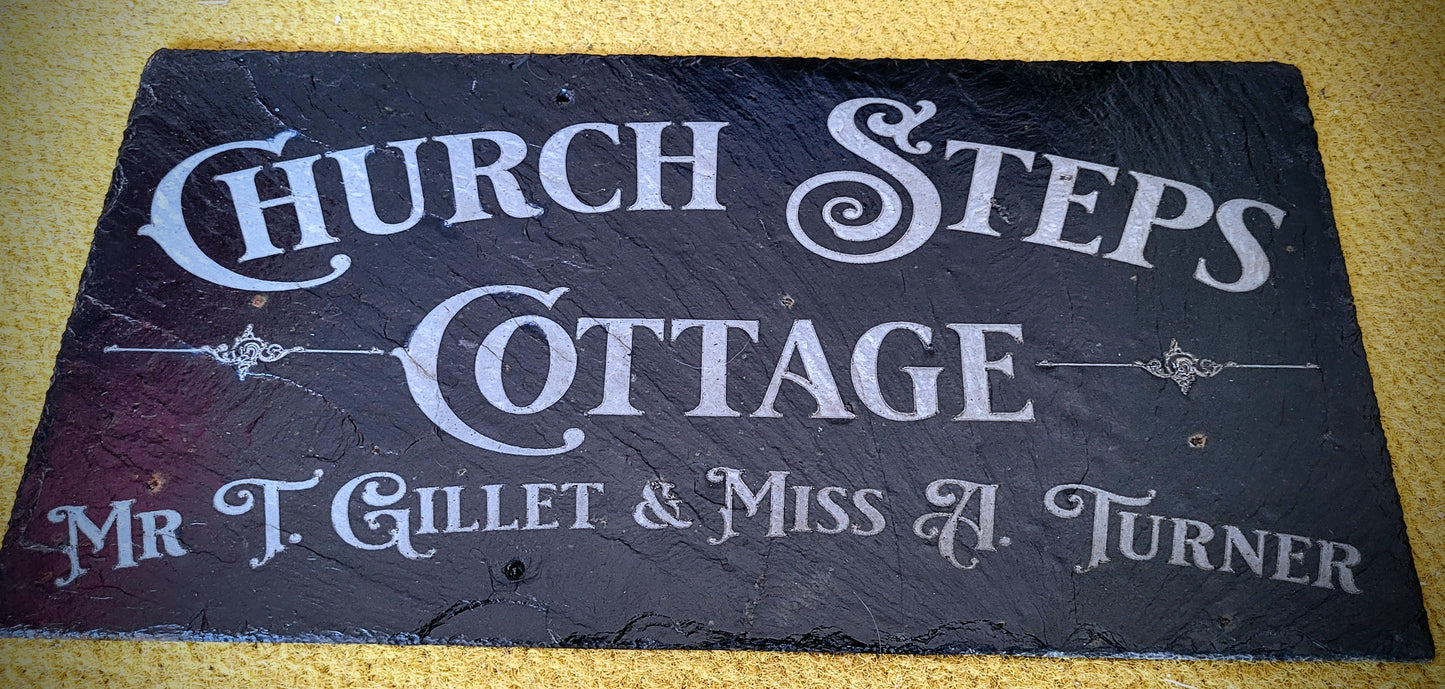 Church Steps
Cottage
Mr T. Gillet & Miss A. Turner